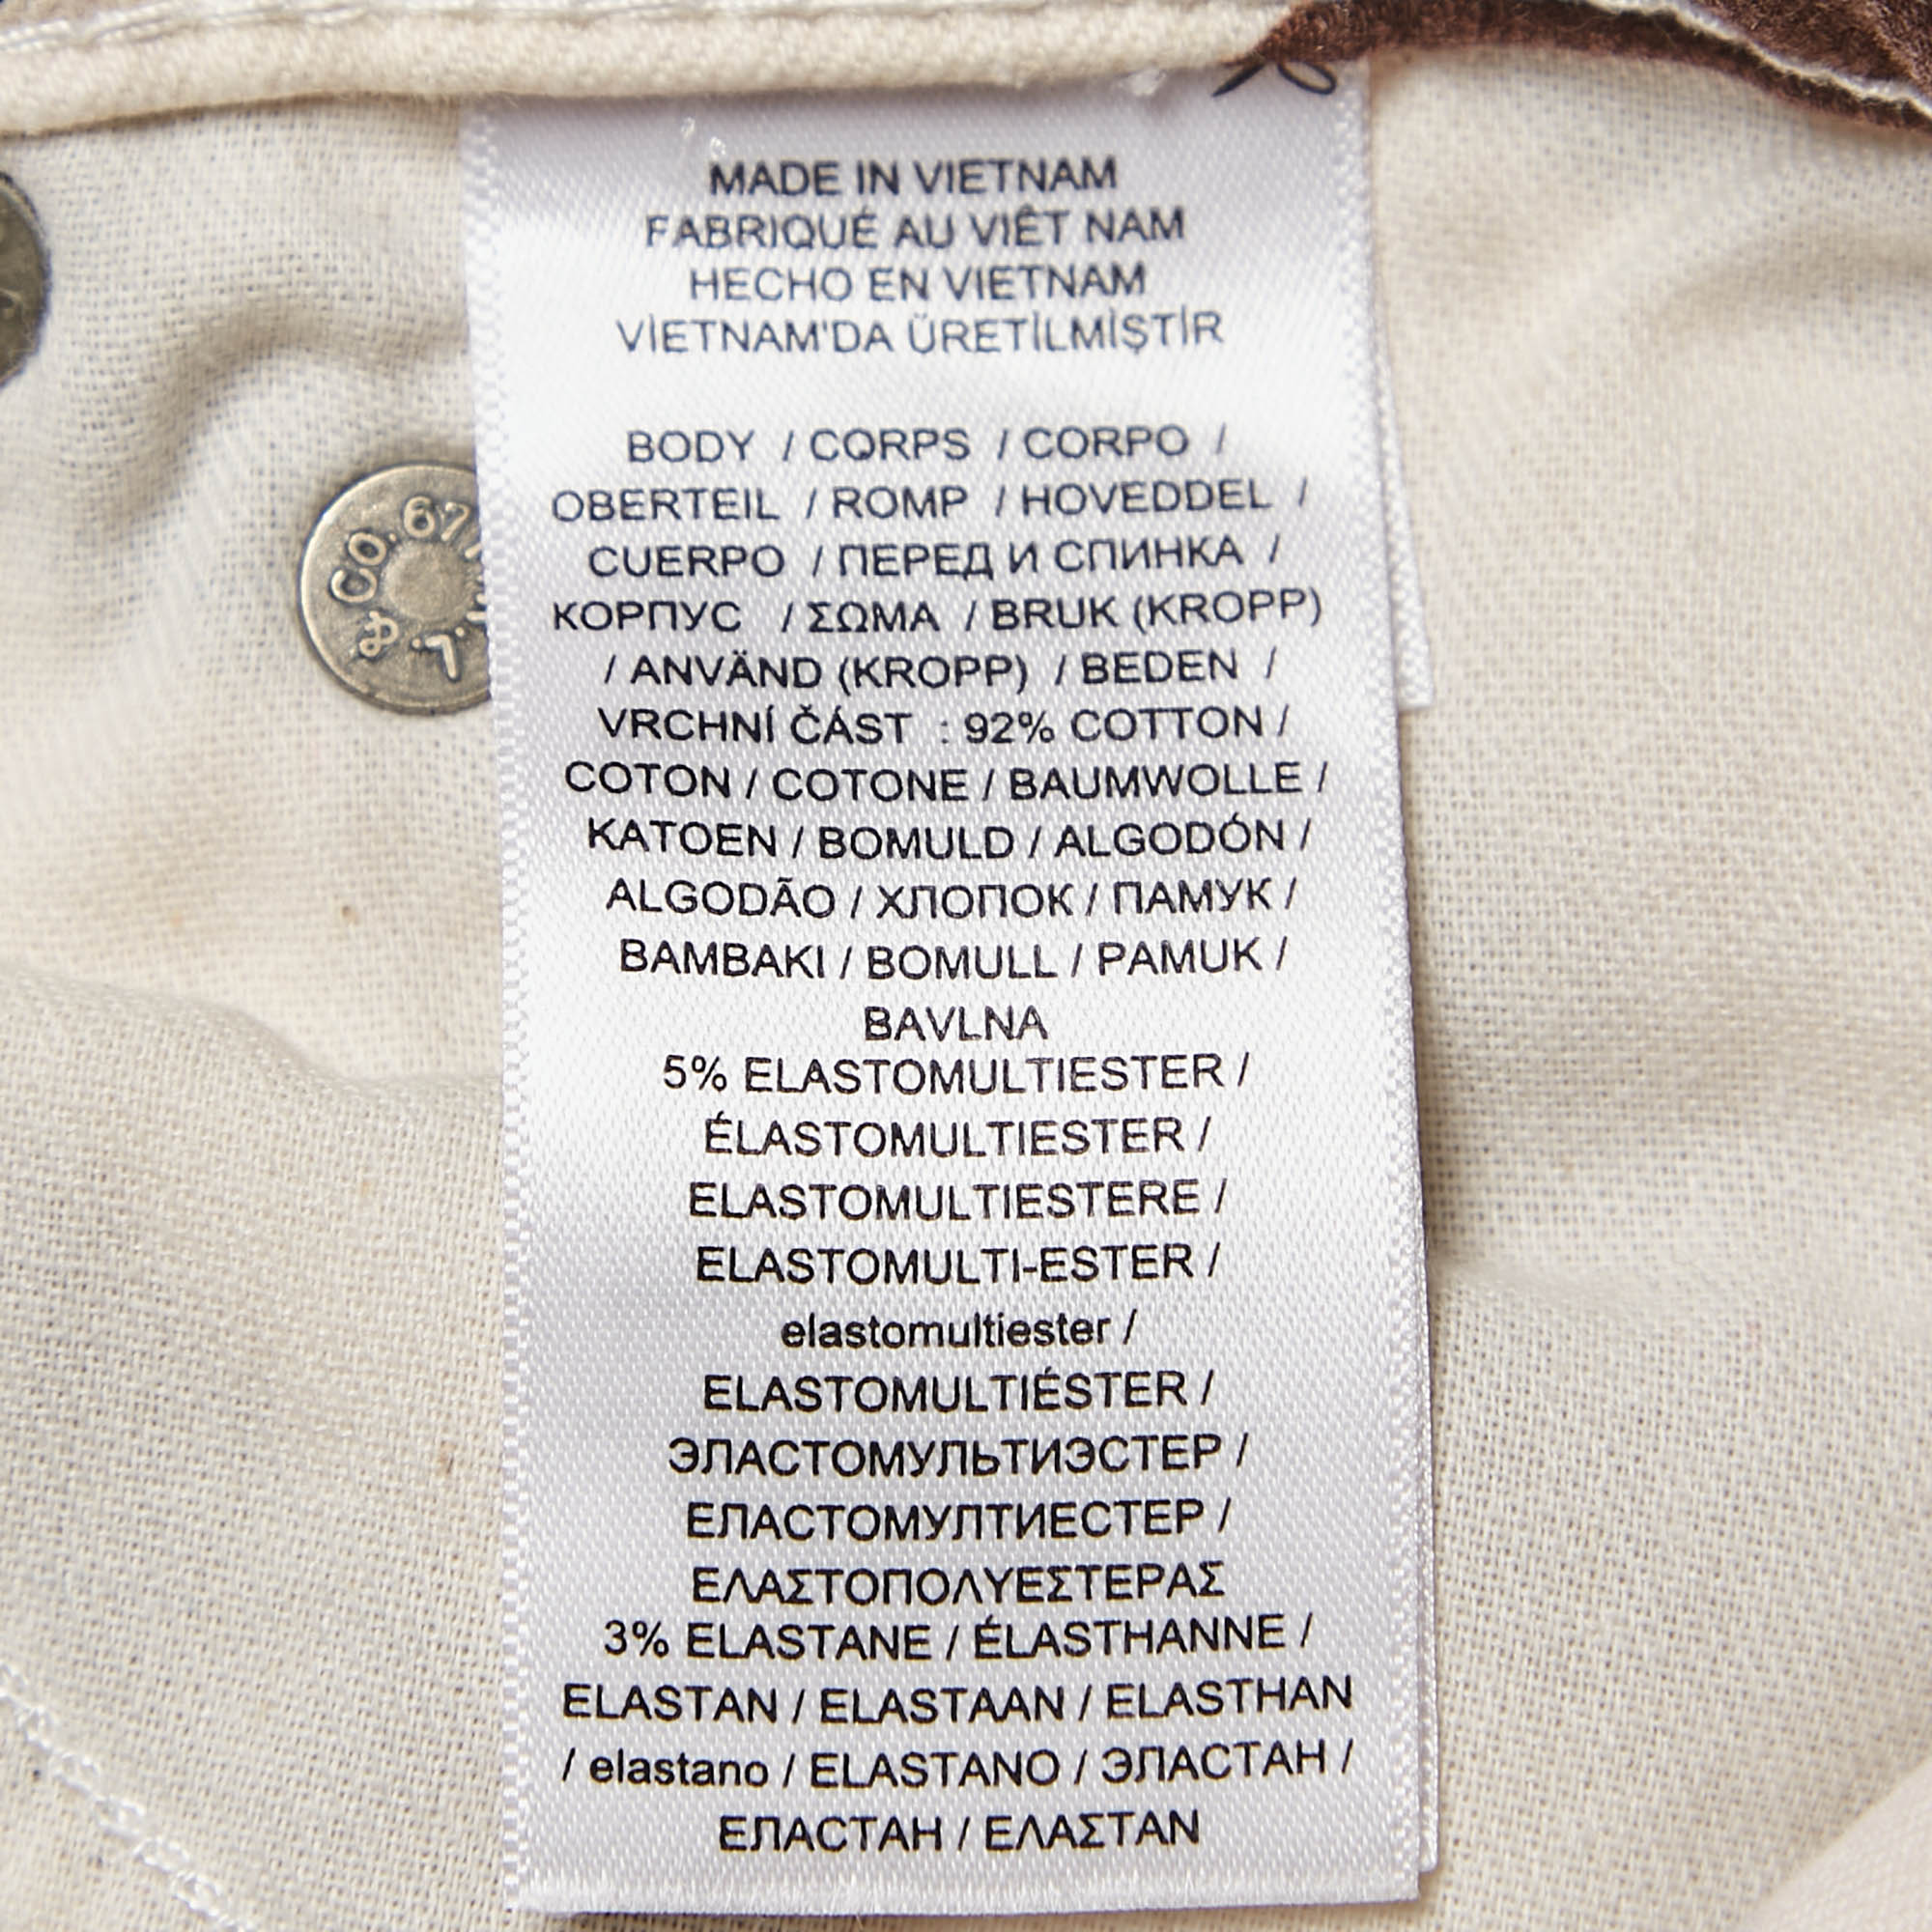 MADE IN VIETNAM
FABRIQUÉ AU VIÊT NAM
HECHO EN VIETNAM
VİETNAM'DA ÜRETİLMİŞTİR
BODY / CORPS / CORPO /
OBERTEIL / ROMP / HOVEDDEL /
CUERPO / ПЕРЕД И СПИНКА /
КОРПУС / ΣΩΜΑ / BRUK (KROPP)
/ ANVÄND (KROPP) / BEDEN /
VRCHNÍ ČÁST : 92% COTTON /
COTON / COTONE / BAUMWOLLE /
KATOEN / BOMULD / ALGODÓN /
ALGODÃO / ХЛОПОК / ПАМУК /
BAMBAKI / BOMULL / PAMUK /
BAVLNA
5% ELASTOMULTIESTER /
ÉLASTOMULTIESTER /
ELASTOMULTIESTERE /
ELASTOMULTI-ESTER /
elastomultiester /
ELASTOMULTIÉSTER /
ЭЛАСТОМУЛЬТИЭСТЕР /
ЕЛАСТОМУЛТИЕСТЕР /
ΕΛΑΣΤΟΠΟΛΥΕΣΤΕΡΑΣ
3% ELASTANE / ÉLASTHANNE /
ELASTAN / ELASTAAN / ELASTHAN
/ elastano / ELASTANO / ЭЛАСТАН /
ЕЛАСТАН / ΕΛΑΣΤΑΝ
L. & CO. 67